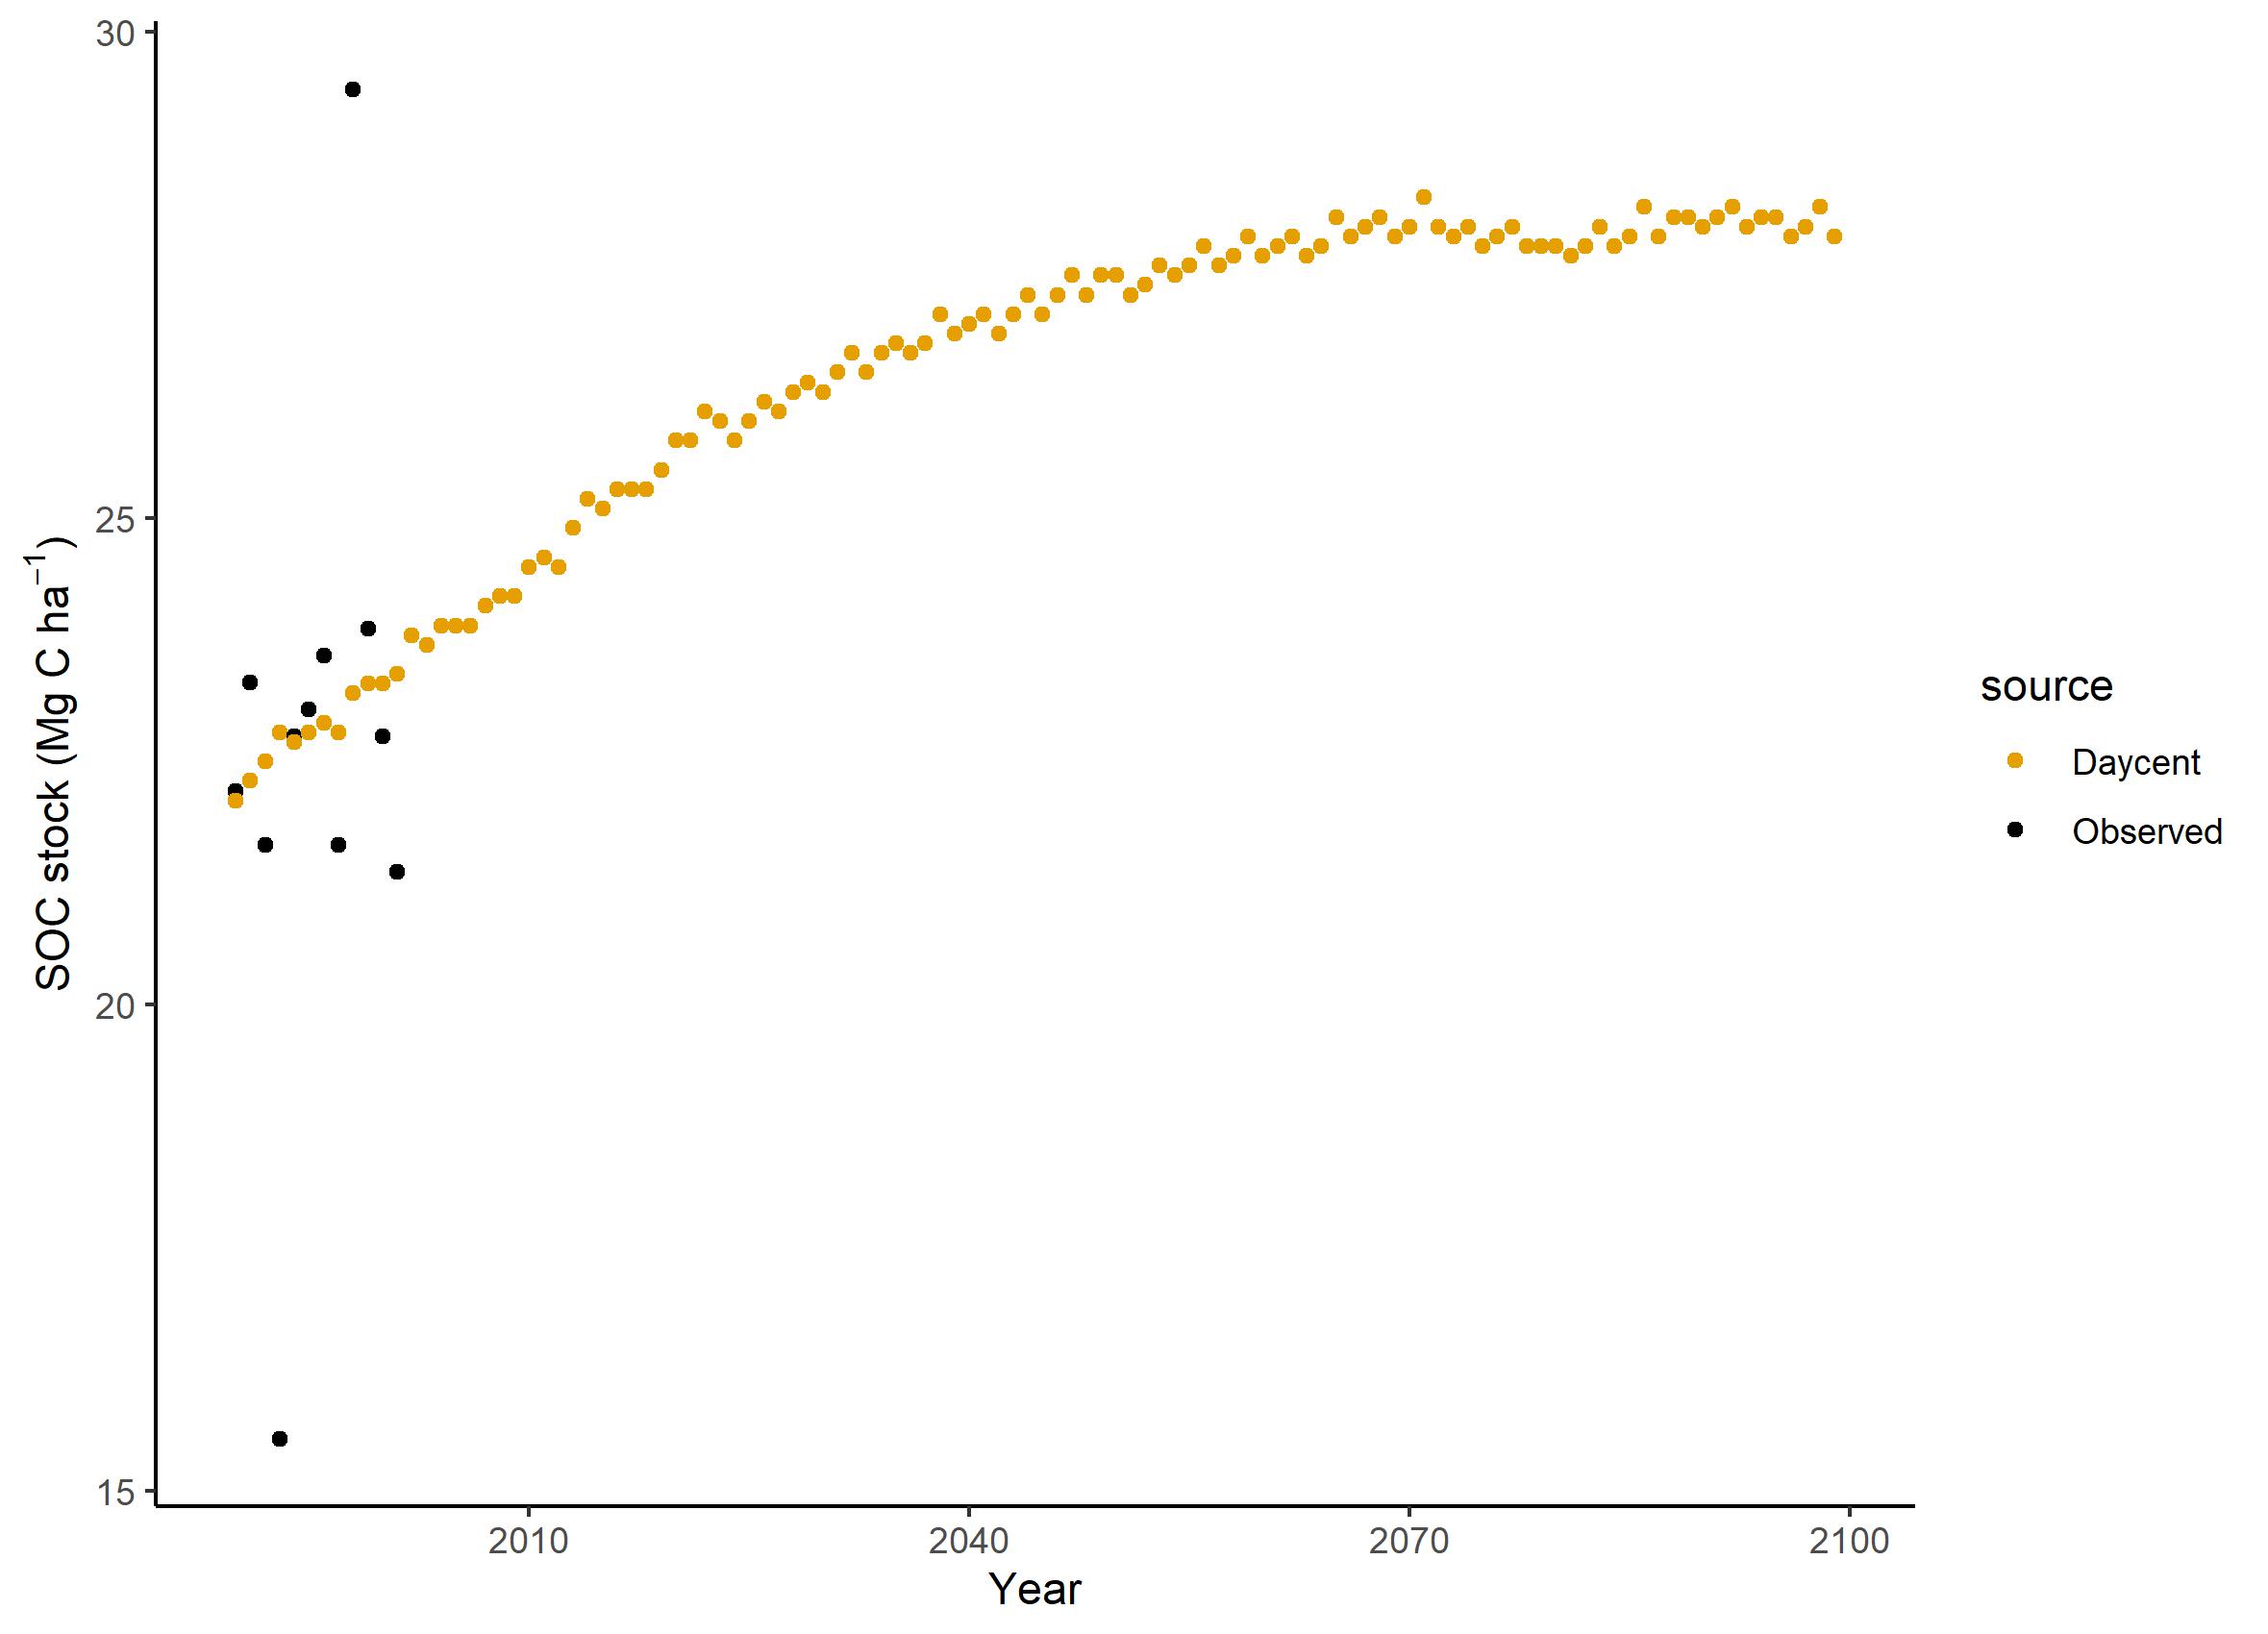 30
25
20
15
SOC stock (Mg C ha⁻¹)
2010 2040 2070 2100
Year
source
Daycent
Observed